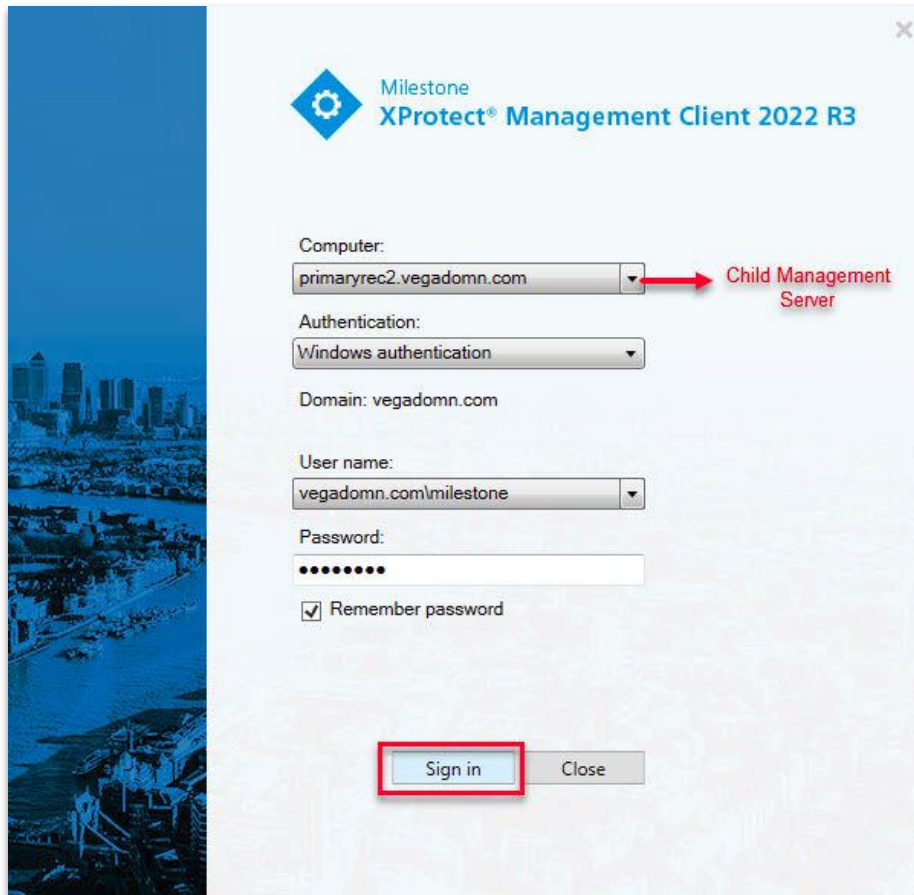 Milestone
XProtect® Management Client 2022 R3
Computer:
primaryrec2.vegadomn.com
Child Management
Server
Authentication:
Windows authentication
Domain: vegadomn.com
User name:
vegadomn.com\milestone
Password:
••••••••
Remember password
Sign in
Close